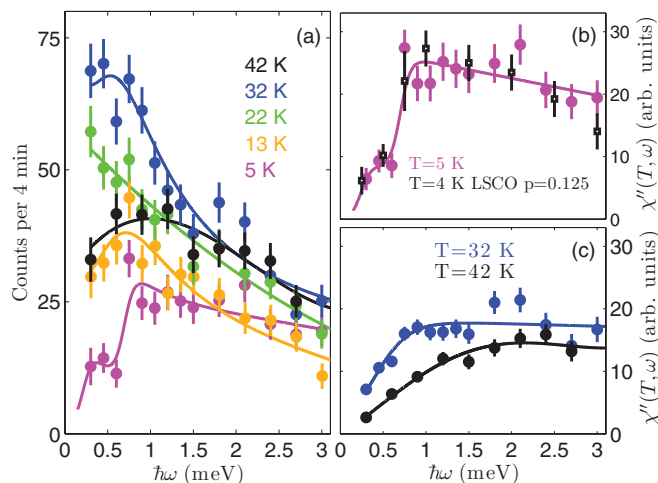 75
50
25
0
Counts per 4 min
(a)
42 K
32 K
22 K
13 K
5 K
0 0.5 1 1.5 2 2.5 3
ħω (meV)
(b)
T=5 K
T=4 K LSCO p=0.125
30
20
10
0
χ′′(T, ω) (arb. units)
(c)
T=32 K
T=42 K
30
20
10
0
χ′′(T, ω) (arb. units)
0 0.5 1 1.5 2 2.5 3
ħω (meV)